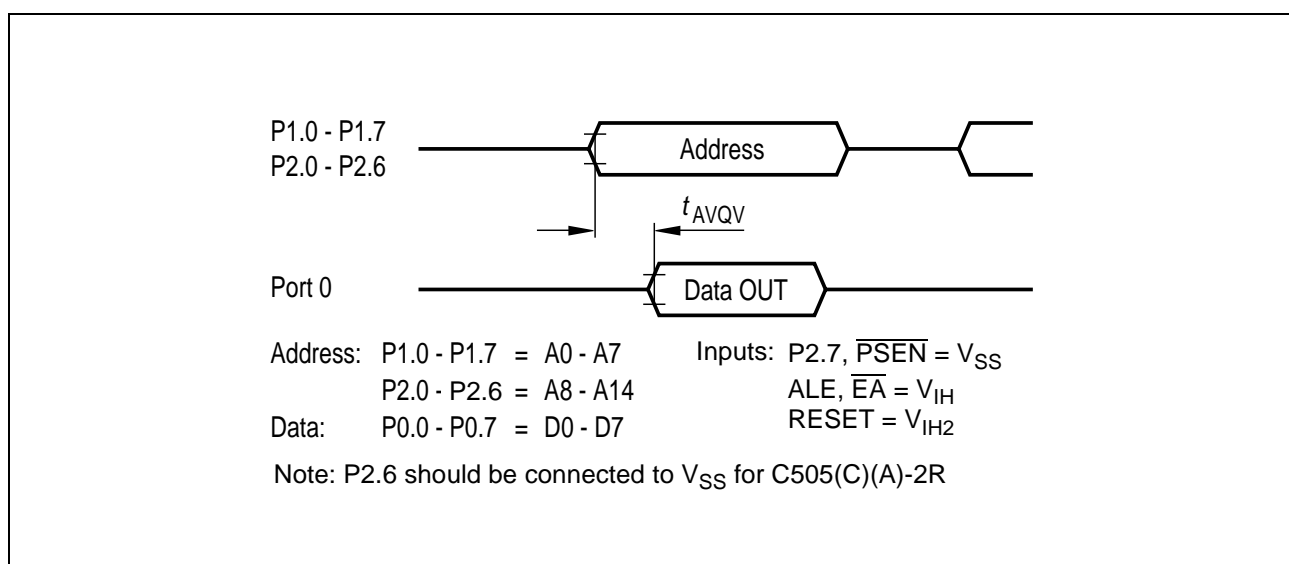 P1.0 - P1.7
P2.0 - P2.6
Address
tAVQV
Port 0
Data OUT
Address: P1.0 - P1.7 = A0 - A7
P2.0 - P2.6 = A8 - A14
Data: P0.0 - P0.7 = D0 - D7
Inputs: P2.7, P̅S̅E̅N̅ = VSS
ALE, E̅A̅ = VIH
RESET = VIH2
Note: P2.6 should be connected to VSS for C505(C)(A)-2R